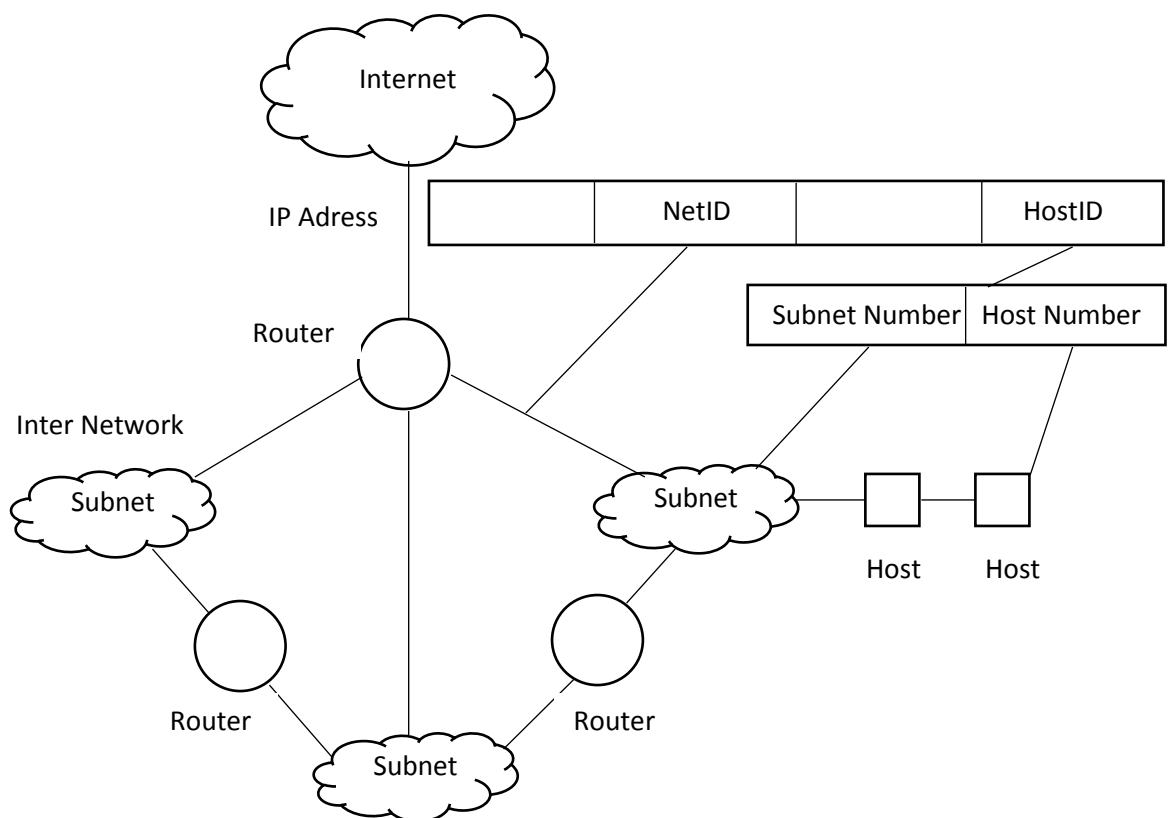 Internet
IP Adress
NetID
HostID
Subnet Number
Host Number
Router
Inter Network
Subnet
Subnet
Host
Host
Router
Router
Subnet